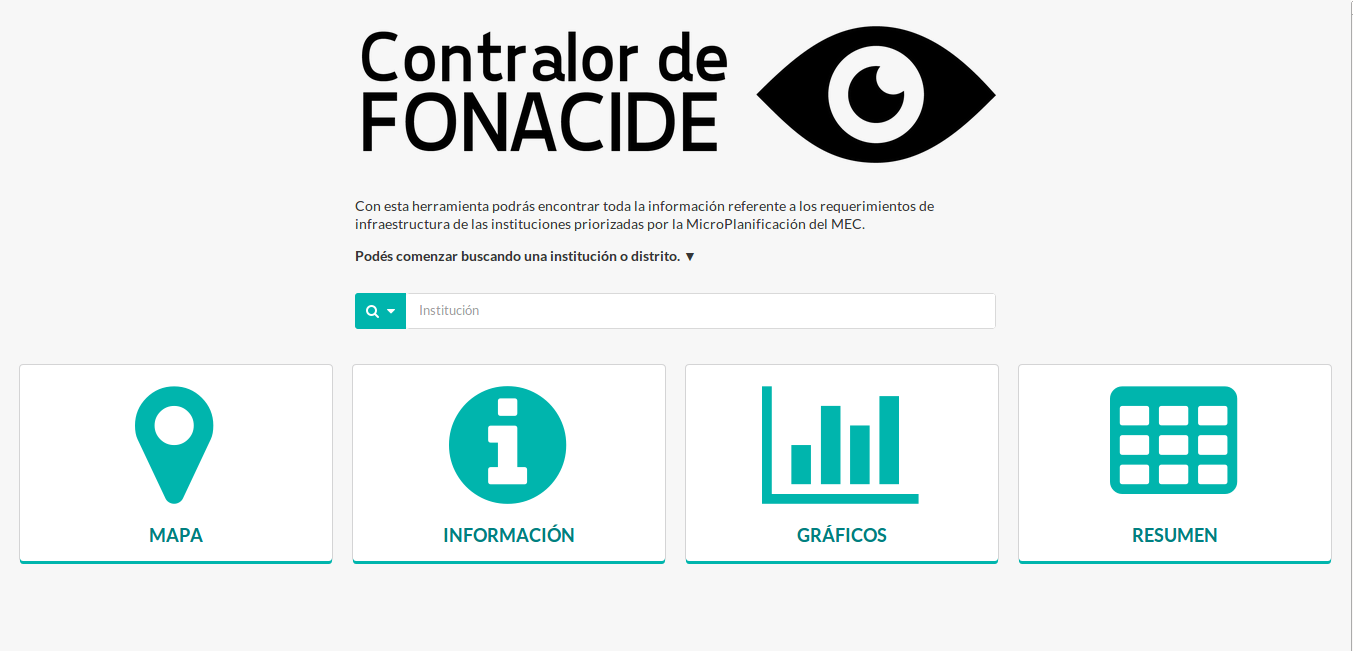 Contralor de
FONACIDE
Con esta herramienta podrás encontrar toda la información referente a los requerimientos de
infraestructura de las instituciones priorizadas por la MicroPlanificación del MEC.
Podés comenzar buscando una institución o distrito. ▼
Institución
MAPA
INFORMACIÓN
GRÁFICOS
RESUMEN